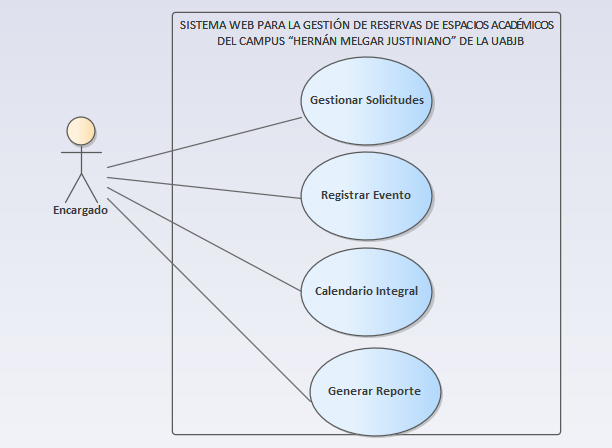 SISTEMA WEB PARA LA GESTIÓN DE RESERVAS DE ESPACIOS ACADÉMICOS
DEL CAMPUS “HERNÁN MELGAR JUSTINIANO” DE LA UABJB
Gestionar Solicitudes
Registrar Evento
Encargado
Calendario Integral
Generar Reporte